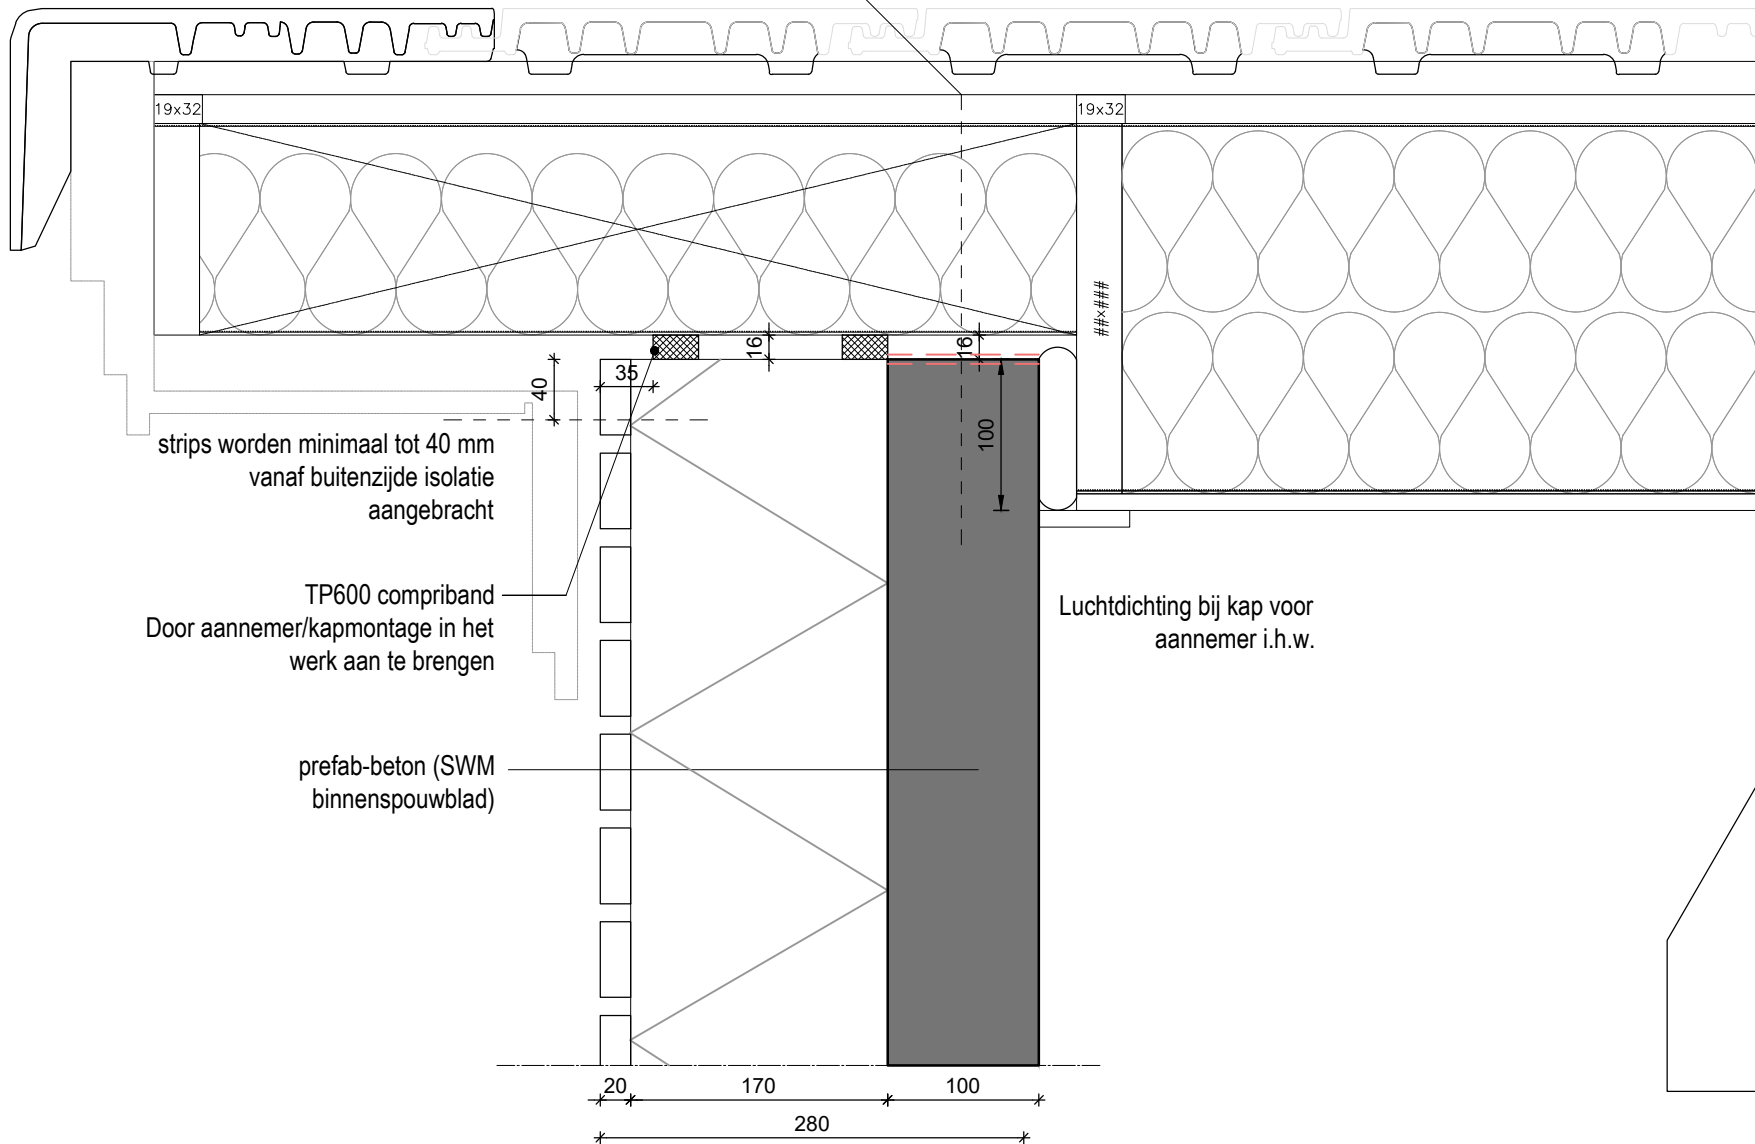 19x32
19x32
##x###
16
16
35
40
100
strips worden minimaal tot 40 mm
vanaf buitenzijde isolatie
aangebracht
TP600 compriband
Door aannemer/kapmontage in het
werk aan te brengen
Luchtdichting bij kap voor
aannemer i.h.w.
prefab-beton (SWM
binnenspouwblad)
20
170
100
280